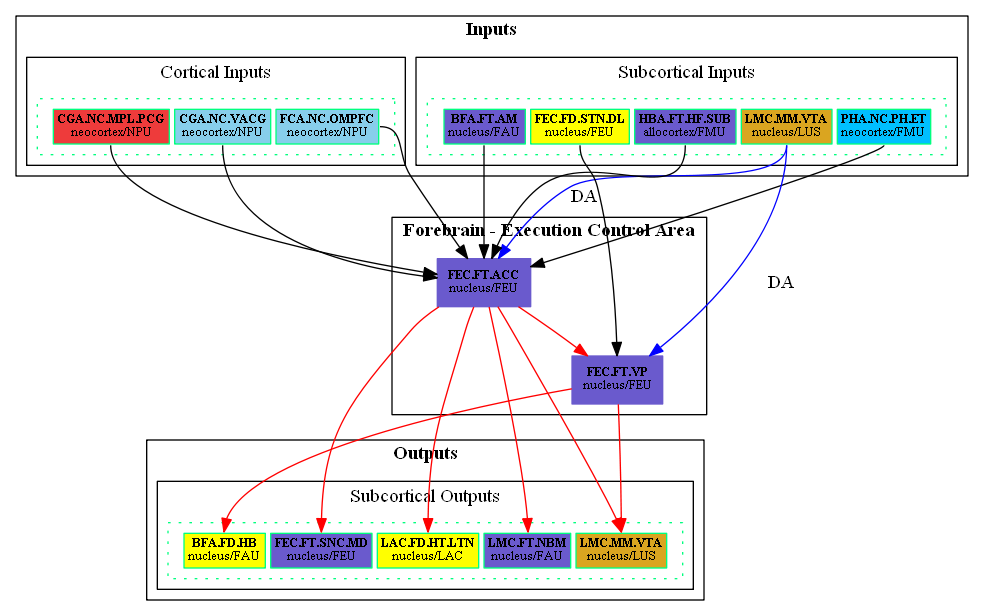 Inputs
Cortical Inputs
Subcortical Inputs
CGA.NC.MPL.PCG
neocortex/NPU
CGA.NC.VACG
neocortex/NPU
FCA.NC.OMPFC
neocortex/NPU
BFA.FT.AM
nucleus/FAU
FEC.FD.STN.DL
nucleus/FEU
HBA.FT.HF.SUB
allocortex/FMU
LMC.MM.VTA
nucleus/LUS
PHA.NC.PH.ET
neocortex/FMU
DA
Forebrain - Execution Control Area
FEC.FT.ACC
nucleus/FEU
DA
FEC.FT.VP
nucleus/FEU
Outputs
Subcortical Outputs
BFA.FD.HB
nucleus/FAU
FEC.FT.SNC.MD
nucleus/FEU
LAC.FD.HT.LTN
nucleus/LAC
LMC.FT.NBM
nucleus/FAU
LMC.MM.VTA
nucleus/LUS